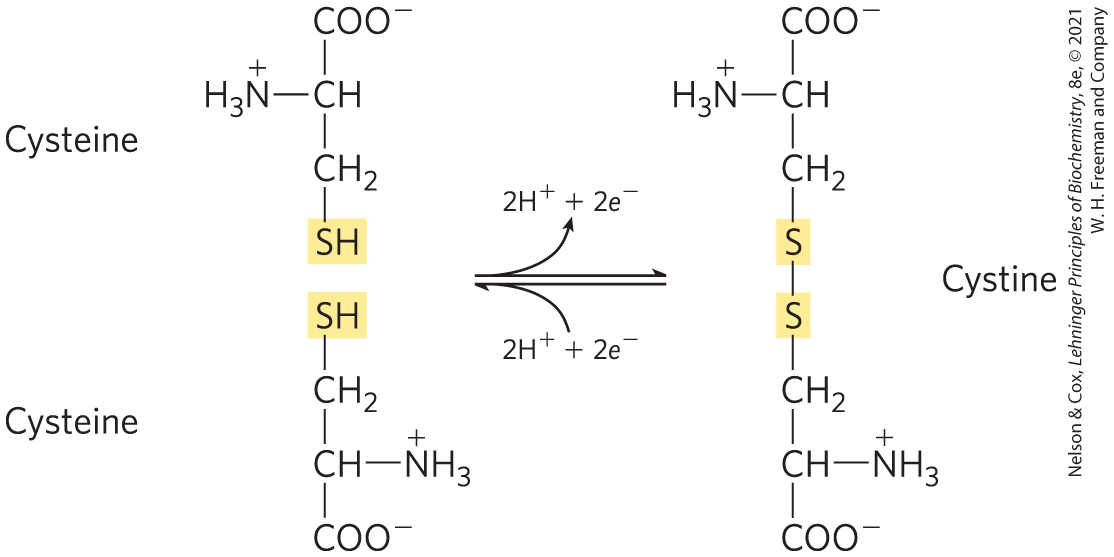 COO⁻
H₃N⁺—CH
Cysteine
CH₂
SH
SH
CH₂
Cysteine
CH—N⁺H₃
COO⁻
2H⁺ + 2e⁻
2H⁺ + 2e⁻
COO⁻
H₃N⁺—CH
CH₂
S
S
Cystine
CH₂
CH—N⁺H₃
COO⁻
Nelson & Cox, Lehninger Principles of Biochemistry, 8e, © 2021
W. H. Freeman and Company